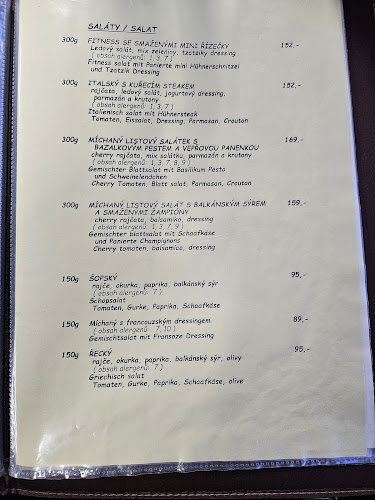 SALÁTY / SALAT
300g FITNESS SE SMAŽENÝMI MINI ŘÍZEČKY 152,-
Ledový salát, mix zeleniny, tzatziky dressing
( obsah alergenů: 1, 3, 7 )
Fitness salat mit Panierte mini Hühnerschnitzel
und Tzatzik Dressing
300g ITALSKÝ S KUŘECÍM STEAKEM 152,-
rajčata, ledový salát, jogurtový dressing,
parmazán a krutony
( obsah alergenů: 1, 3, 7 )
Italienisch salat mit Hühnersteak
Tomaten, Eissalat, Dressing, Parmesan, Crouton
300g MÍCHANÝ LISTOVÝ SALÁTEK S 169,-
BAZALKOVÝM PESTEM A VEPŘOVOU PANENKOU
cherry rajčata, mix salátku, parmazán a krutony
( obsah alergenů: 1, 3, 7, 8, 9 )
Gemischter Blattsalat mit Basilikum Pesto
und Schweinelendchen
Cherry Tomaten, Blatt salat, Parmesan, Crouton
300g MÍCHANÝ LISTOVÝ SALÁT S BALKÁNSKÝM SÝREM 159,-
A SMAŽENÝMI ŽAMPIONY
cherry rajčata, balsamiko, dressing
( obsah alergenů: 1, 3, 7, 9 )
Gemischter blattsalat mit Schaafkäse
und Panierte Champignons
Cherry tomaten, balsamico, dressing
150g ŠOPSKÝ 95,-
rajče, okurka, paprika, balkánský sýr
( obsah alergenů: 7 )
Schopsalat
Tomaten, Gurke, Paprika, Schaafkäse
150g Míchaný s francouzským dressingem 89,-
( obsah alergenů: 7, 10 )
Gemischtsalat mit Fransoze Dressing
150g ŘECKÝ 95,-
rajče, okurka, paprika, balkánský sýr, olivy
( obsah alergenů: 7 )
Griechisch salat
Tomaten, Gurke, Paprika, Schaafkäse, olive